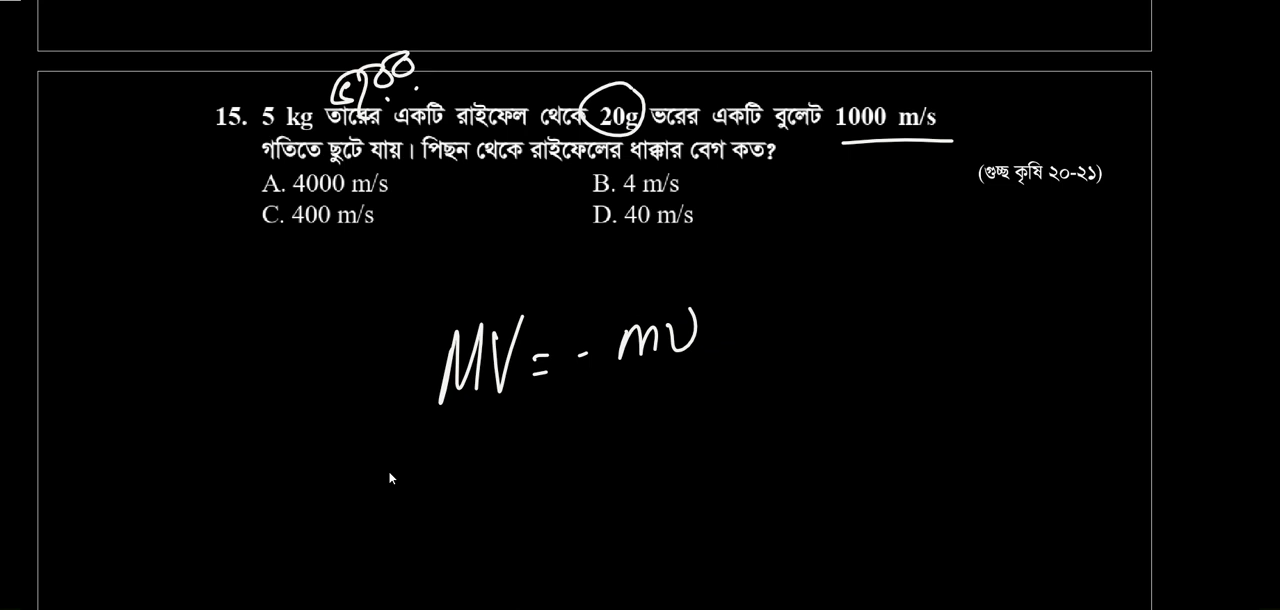 15. 5 kg একটি রাইফেল থেকে 20g ভরের একটি বুলেট 1000 m/s
গতিতে ছুটে যায়। পিছন থেকে রাইফেলের ধাক্কার বেগ কত?
(গুচ্ছ কৃষি ২০-২১)
A. 4000 m/s B. 4 m/s
C. 400 m/s D. 40 m/s
MV = - mv